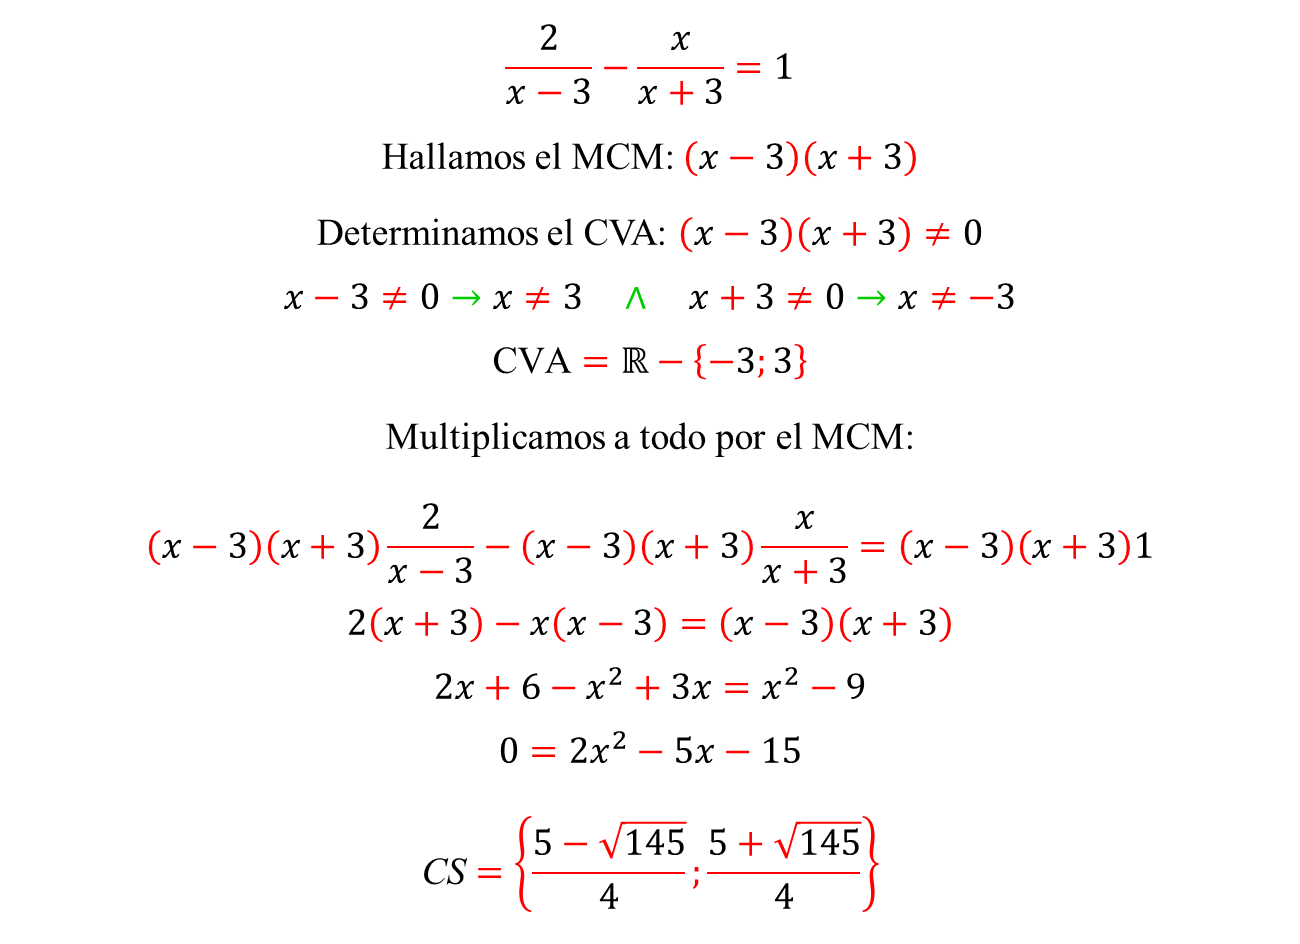 2/(x − 3) − x/(x + 3) = 1
Hallamos el MCM: (x − 3)(x + 3)
Determinamos el CVA: (x − 3)(x + 3) ≠ 0
x − 3 ≠ 0 → x ≠ 3 ∧ x + 3 ≠ 0 → x ≠ −3
CVA = ℝ − {−3; 3}
Multiplicamos a todo por el MCM:
(x − 3)(x + 3) 2/(x − 3) − (x − 3)(x + 3) x/(x + 3) = (x − 3)(x + 3)1
2(x + 3) − x(x − 3) = (x − 3)(x + 3)
2x + 6 − x² + 3x = x² − 9
0 = 2x² − 5x − 15
CS = {(5 − √145)/4 ; (5 + √145)/4}